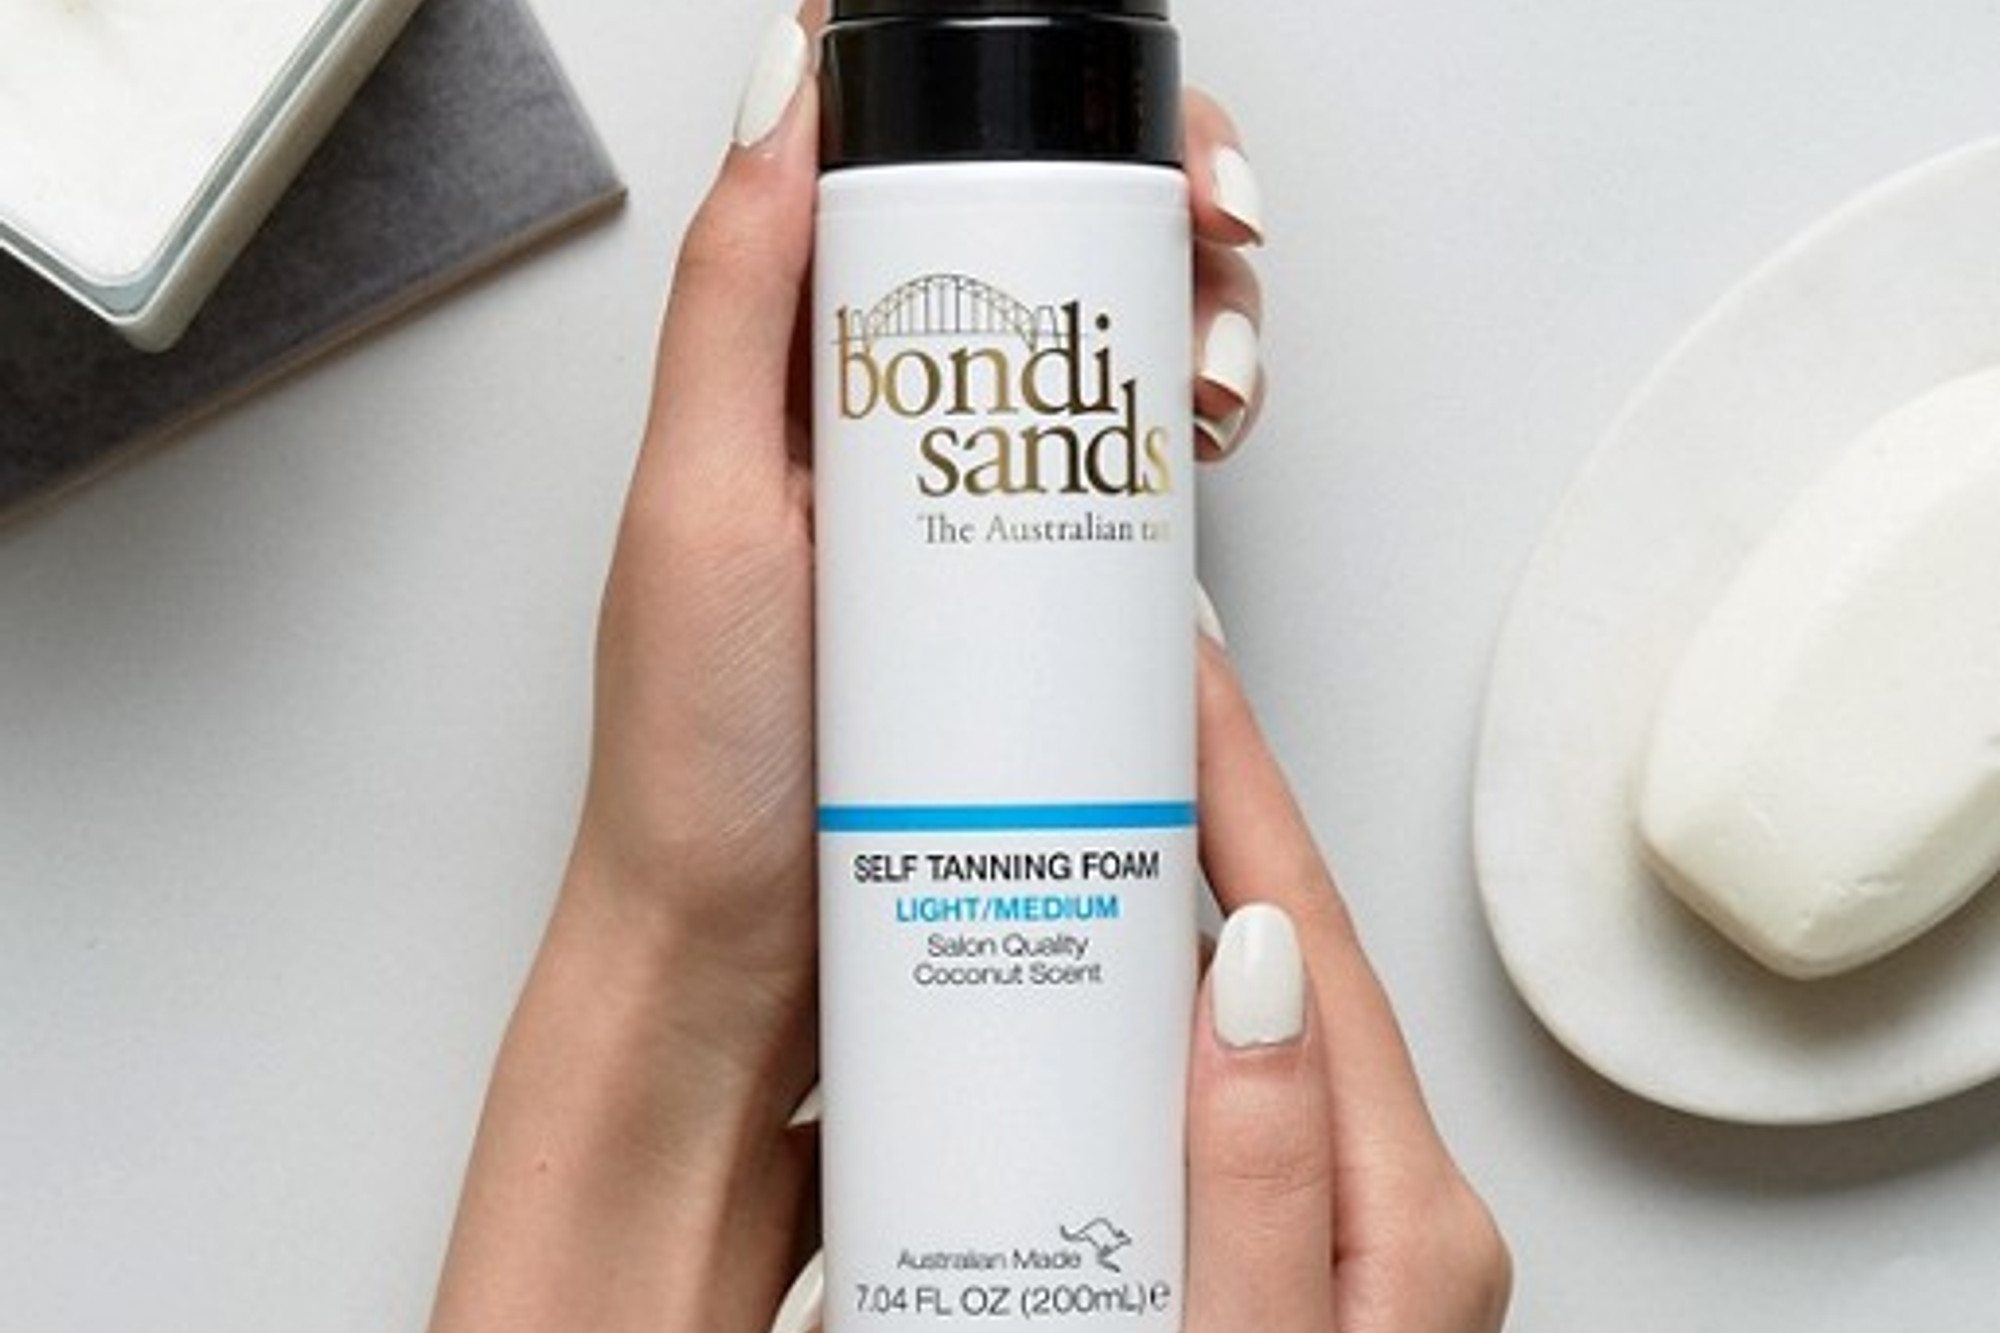 bondi
sands
The Australian tan
SELF TANNING FOAM
LIGHT/MEDIUM
Salon Quality
Coconut Scent
Australian Made
7.04 FL OZ (200mL) ℮